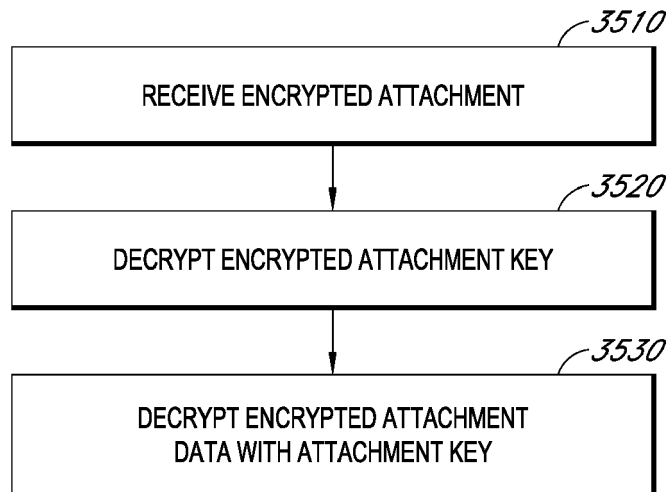 3510
RECEIVE ENCRYPTED ATTACHMENT
3520
DECRYPT ENCRYPTED ATTACHMENT KEY
3530
DECRYPT ENCRYPTED ATTACHMENT
DATA WITH ATTACHMENT KEY